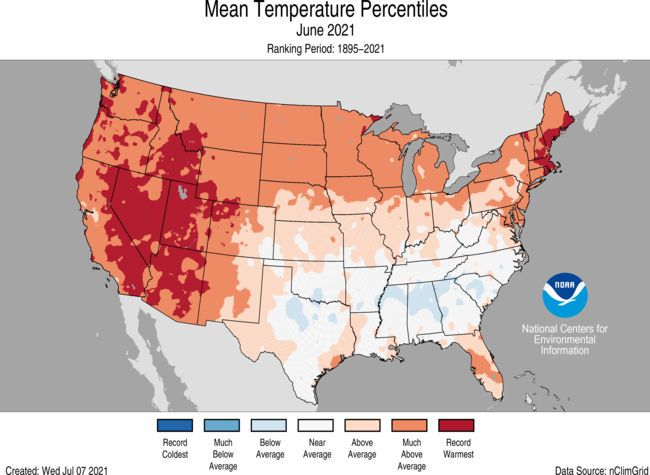 Mean Temperature Percentiles
June 2021
Ranking Period: 1895–2021
NOAA
National Centers for
Environmental
Information
Record
Coldest
Much
Below
Average
Below
Average
Near
Average
Above
Average
Much
Above
Average
Record
Warmest
Created: Wed Jul 07 2021
Data Source: nClimGrid